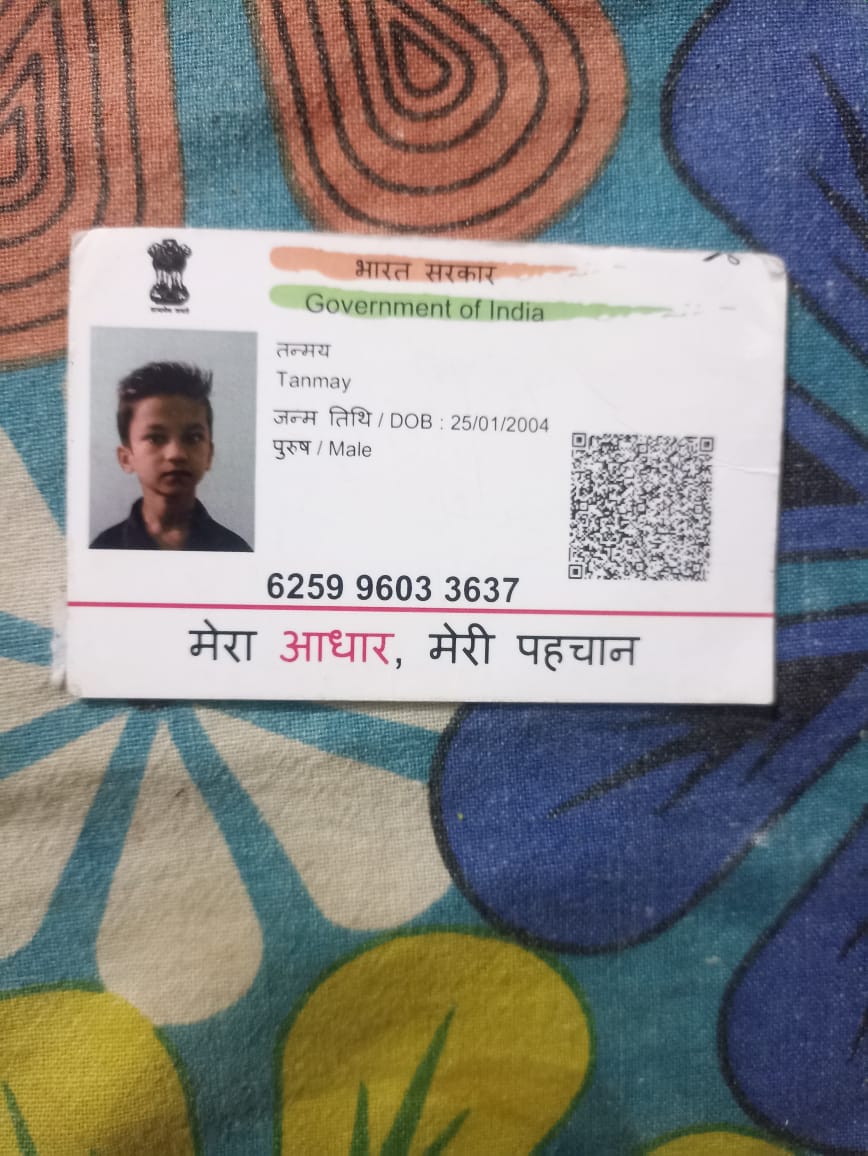 भारत सरकार
Government of India
तन्मय
Tanmay
जन्म तिथि / DOB : 25/01/2004
पुरुष / Male
6259 9603 3637
मेरा आधार, मेरी पहचान